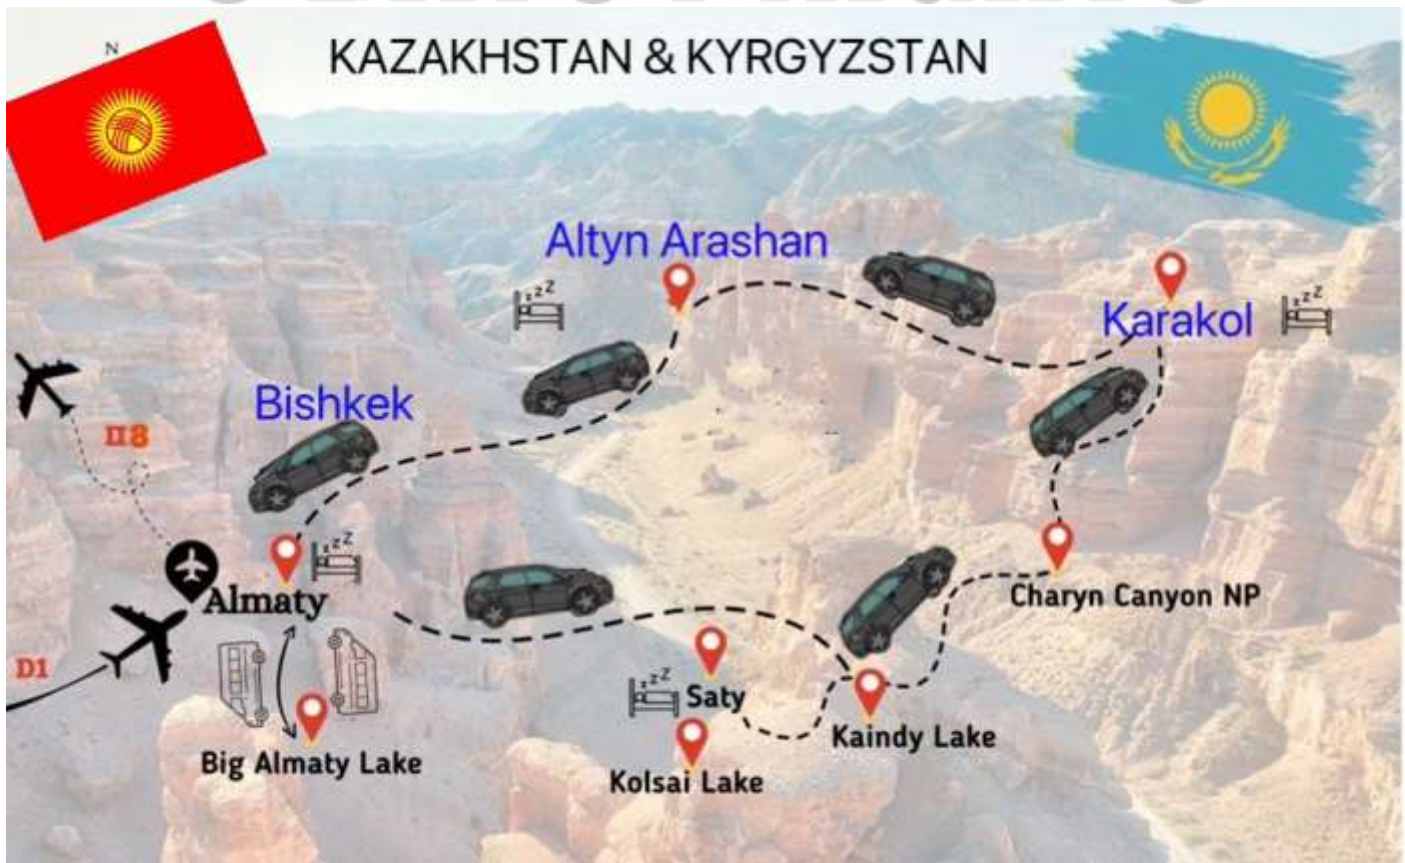 N
KAZAKHSTAN & KYRGYZSTAN
Altyn Arashan
z z Z
Karakol
z z Z
Bishkek
Almaty
z z Z
D1
Charyn Canyon NP
Saty
z z Z
Kaindy Lake
Big Almaty Lake
Kolsai Lake